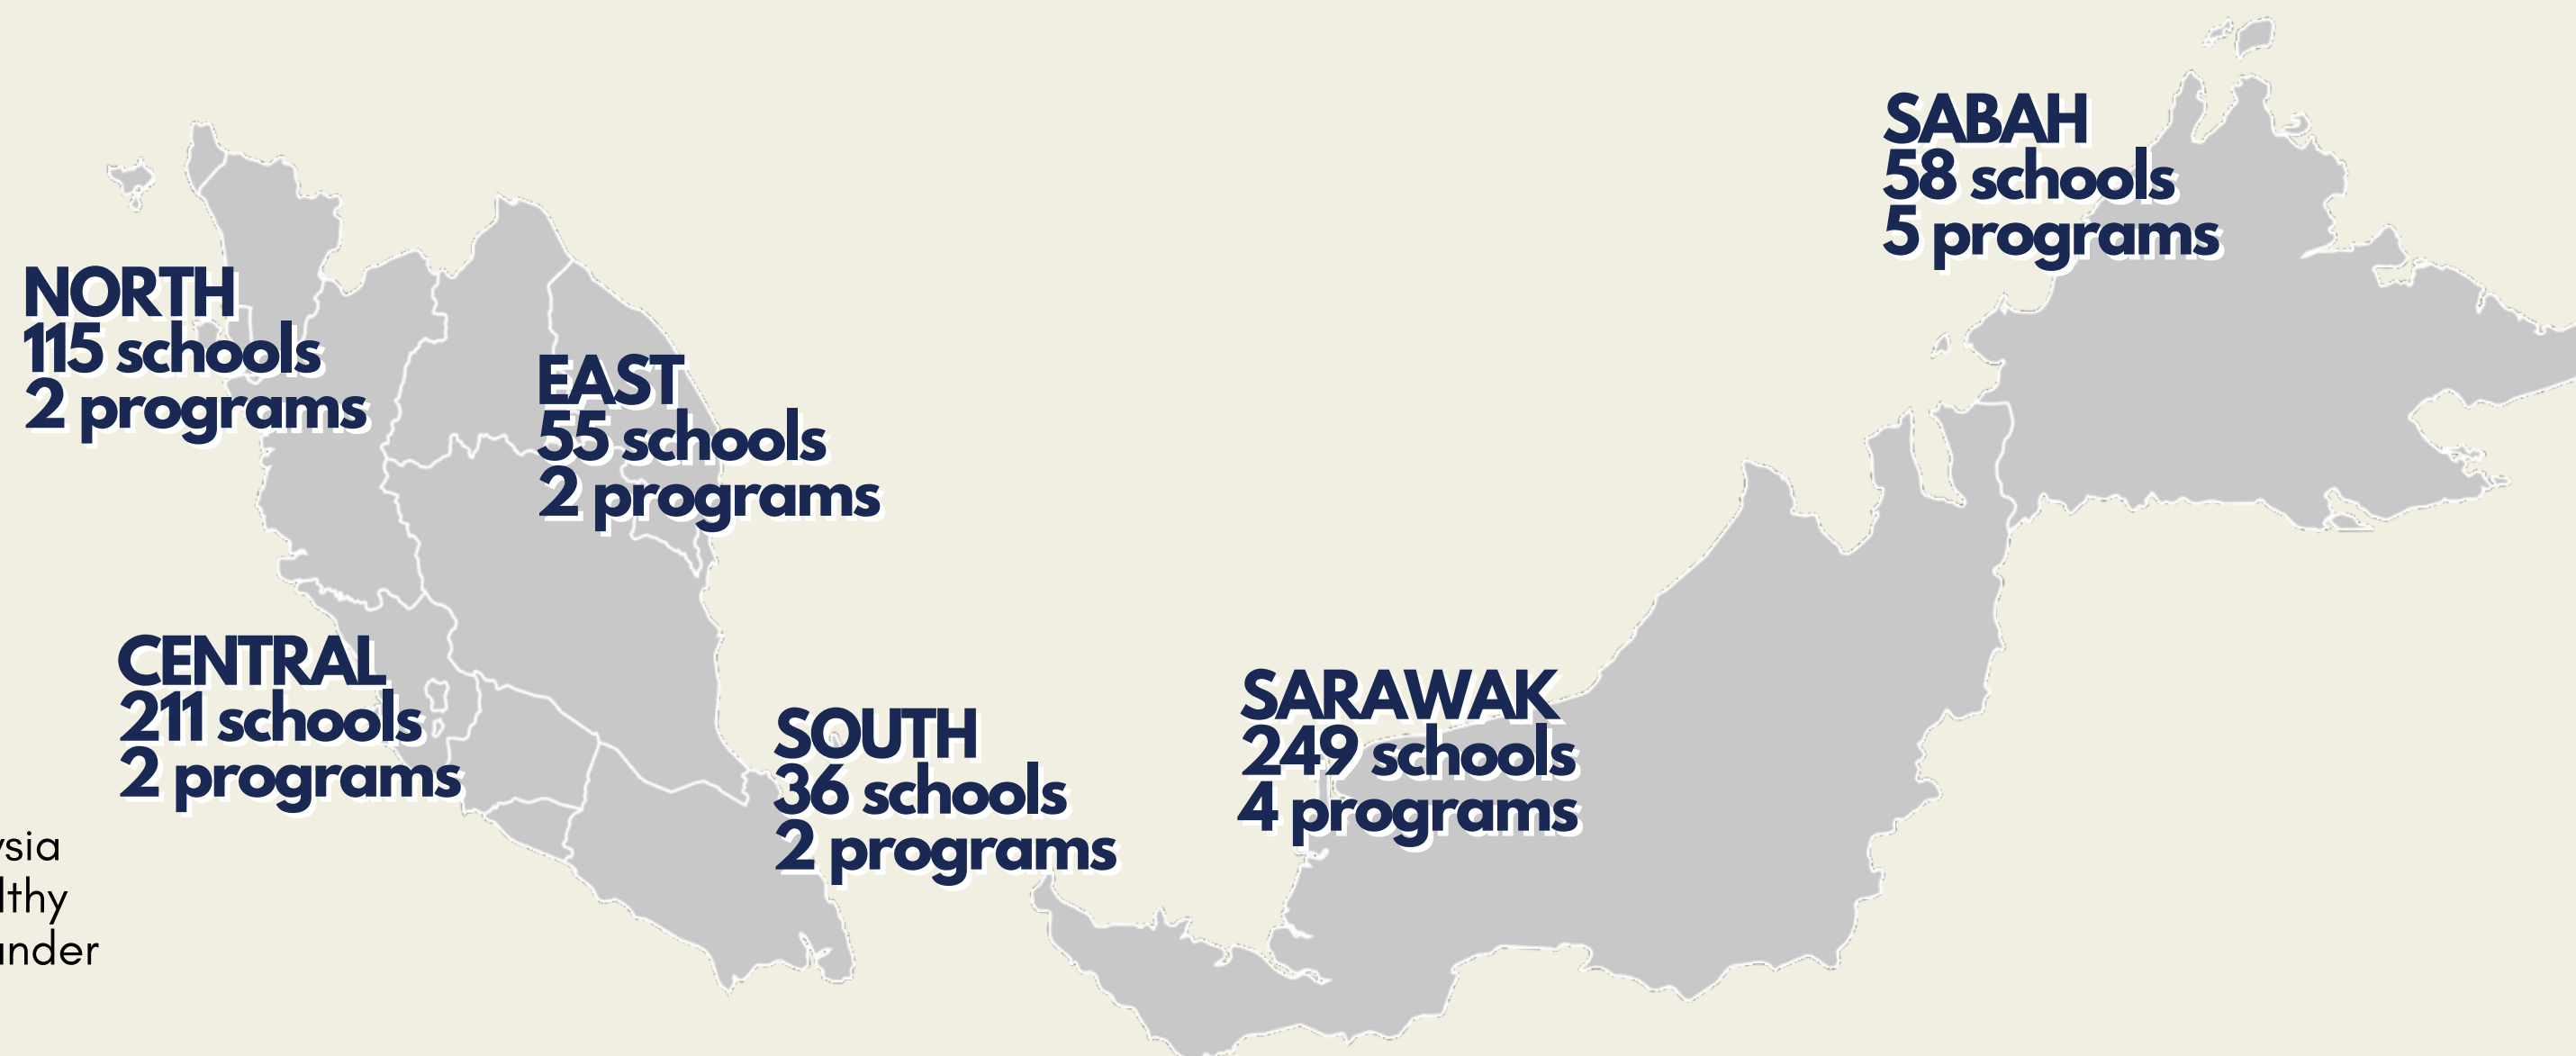 SABAH
58 schools
5 programs
NORTH
115 schools
2 programs
EAST
55 schools
2 programs
CENTRAL
211 schools
2 programs
SOUTH
36 schools
2 programs
SARAWAK
249 schools
4 programs